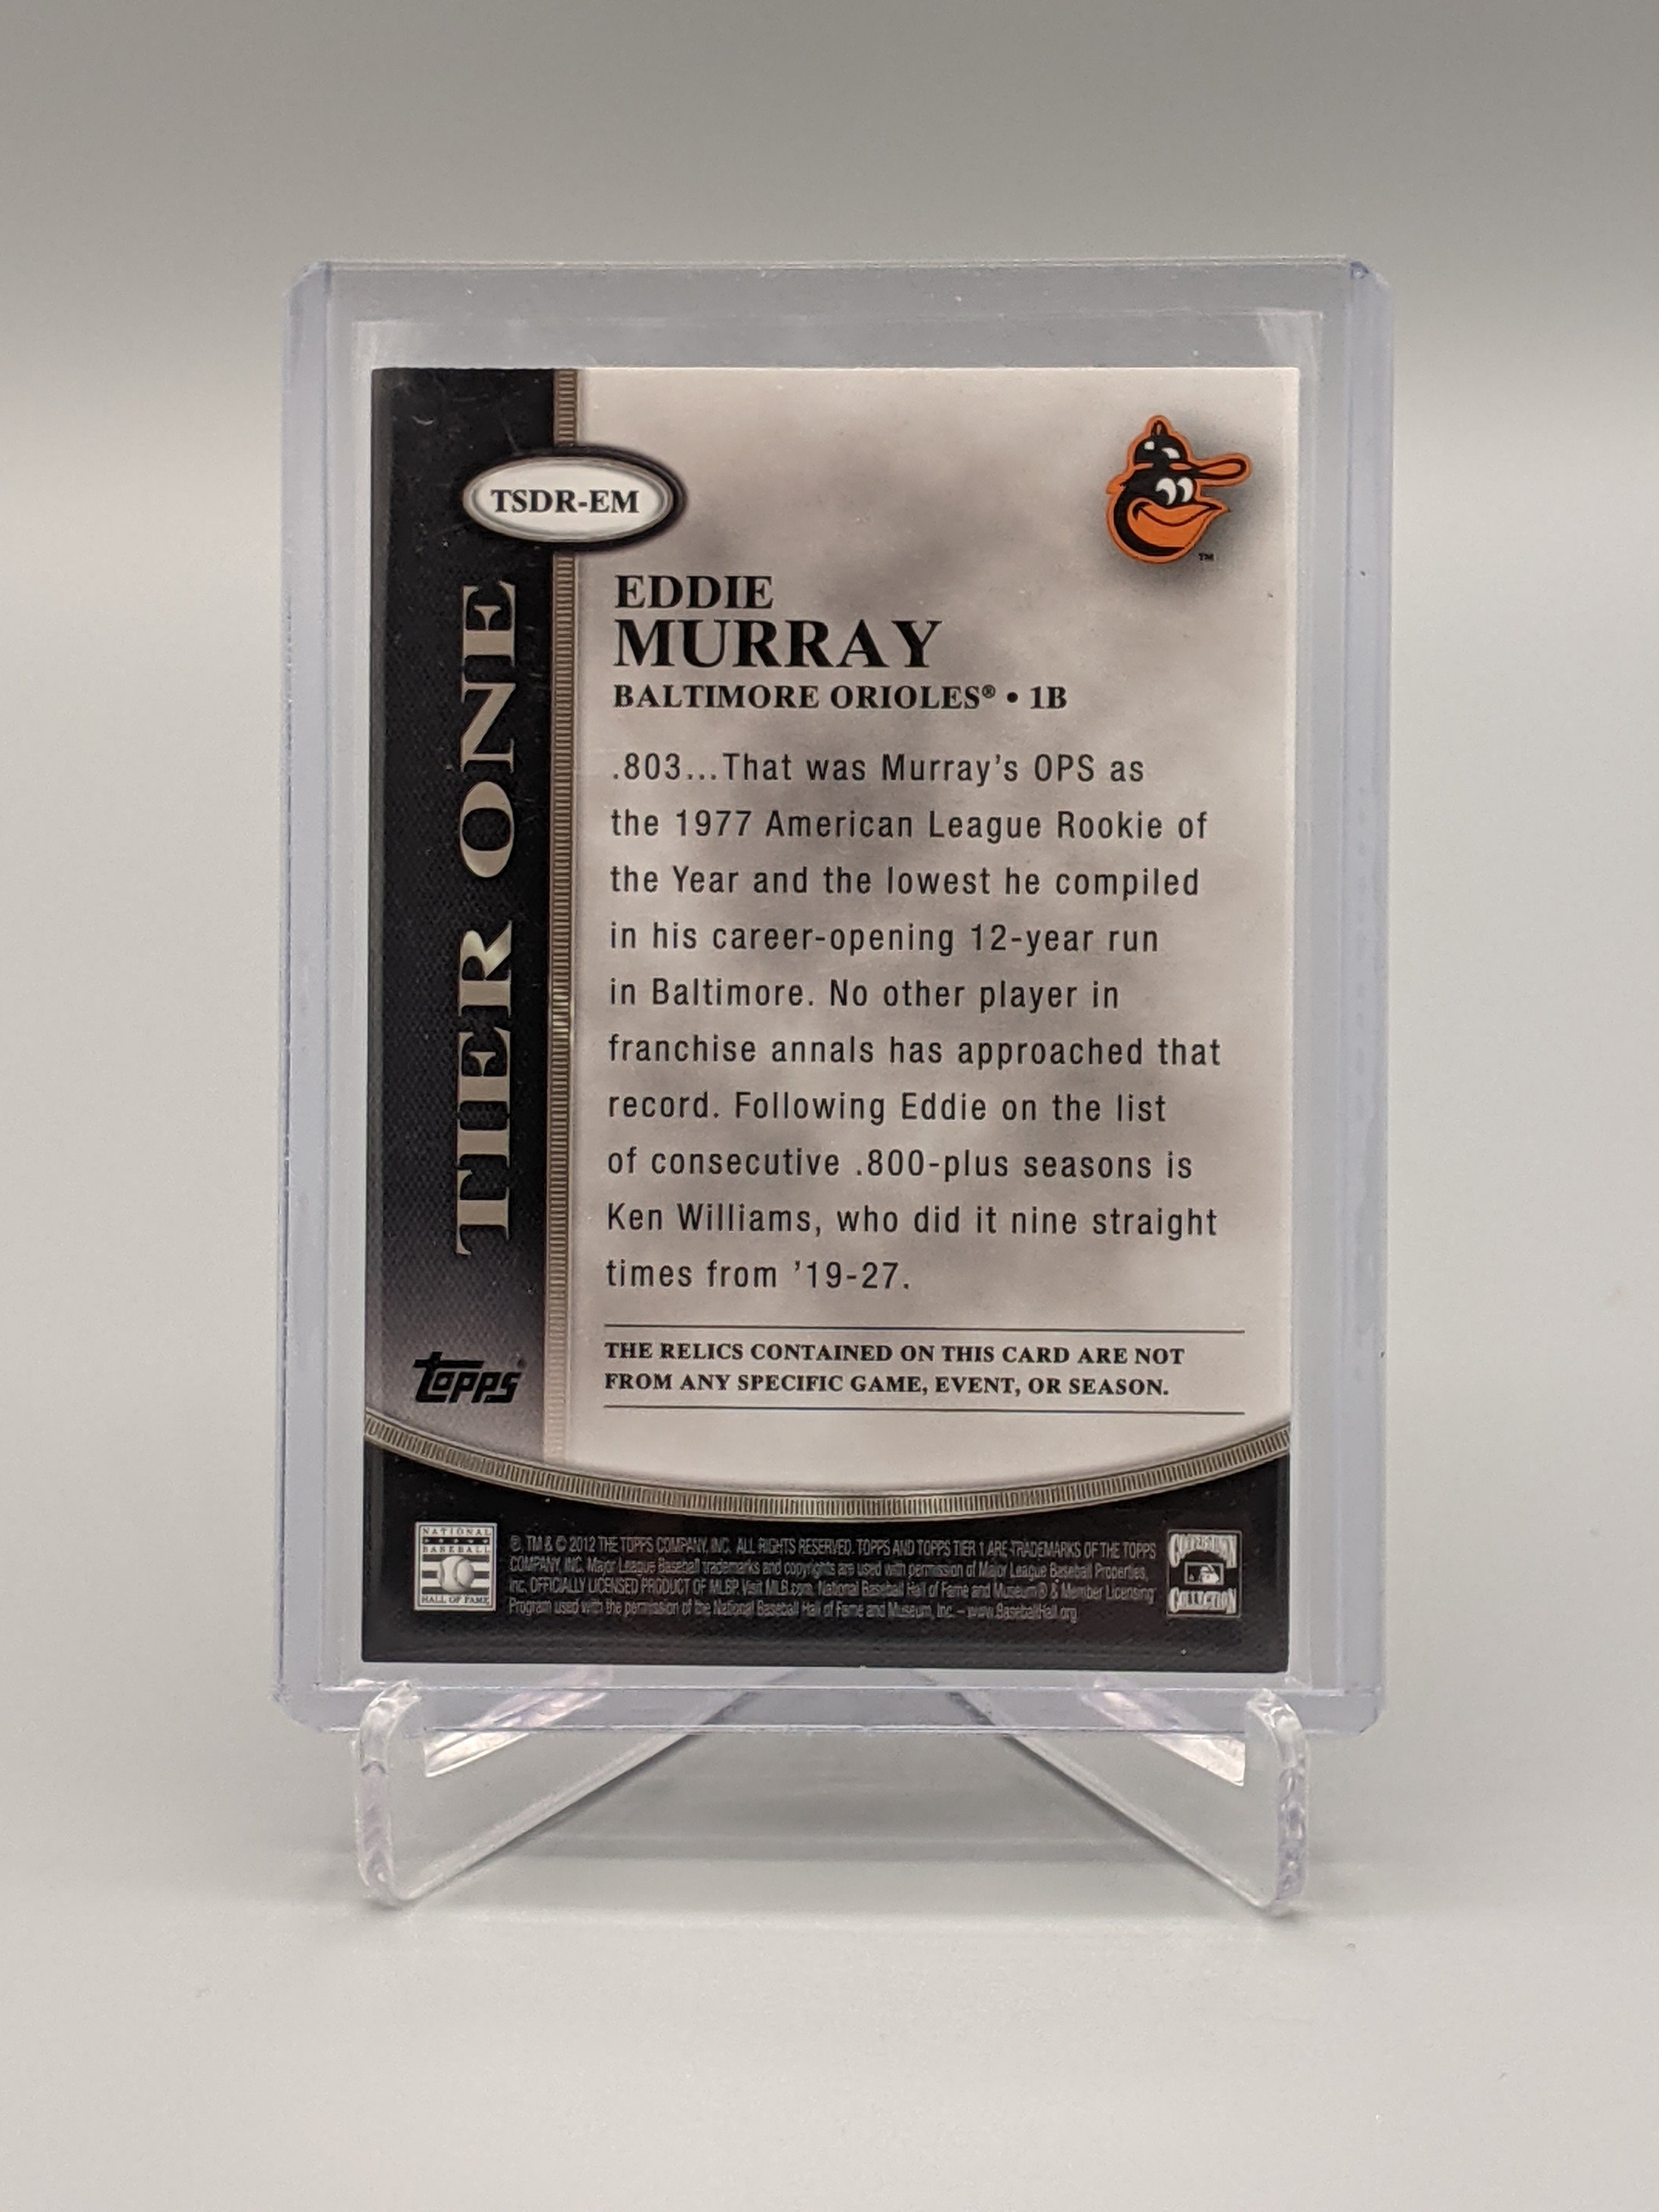 TSDR-EM
TIER ONE
TM
EDDIE
MURRAY
BALTIMORE ORIOLES® • 1B
.803...That was Murray's OPS as
the 1977 American League Rookie of
the Year and the lowest he compiled
in his career-opening 12-year run
in Baltimore. No other player in
franchise annals has approached that
record. Following Eddie on the list
of consecutive .800-plus seasons is
Ken Williams, who did it nine straight
times from '19-27.
THE RELICS CONTAINED ON THIS CARD ARE NOT
FROM ANY SPECIFIC GAME, EVENT, OR SEASON.
topps®
NATIONAL
BASEBALL
HALL OF FAME
®, TM & © 2012 THE TOPPS COMPANY, INC. ALL RIGHTS RESERVED. TOPPS AND TOPPS TIER 1 ARE TRADEMARKS OF THE TOPPS
COMPANY, INC. Major League Baseball trademarks and copyrights are used with permission of Major League Baseball Properties,
Inc. OFFICIALLY LICENSED PRODUCT OF MLBP. Visit MLB.com. National Baseball Hall of Fame and Museum® & Member Licensing
Program used with the permission of the National Baseball Hall of Fame and Museum, Inc. – www.BaseballHall.org
COOPERSTOWN
COLLECTION